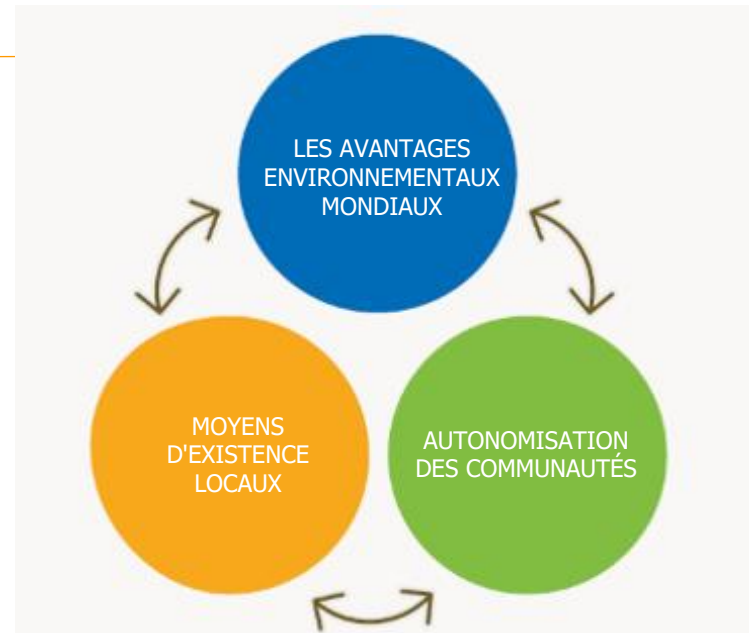 LES AVANTAGES
ENVIRONNEMENTAUX
MONDIAUX
MOYENS
D'EXISTENCE
LOCAUX
AUTONOMISATION
DES COMMUNAUTÉS